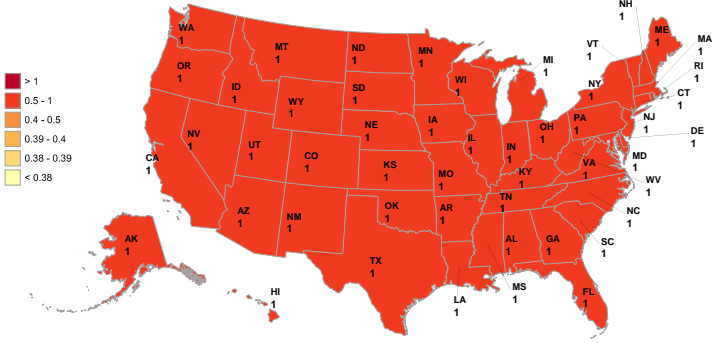 NH
1
WA
1
ME
1
MA
1
VT
1
MT
1
ND
1
MN
1
OR
1
MI
1
RI
1
> 1
0.5 - 1
0.4 - 0.5
0.39 - 0.4
0.38 - 0.39
< 0.38
ID
1
SD
1
WI
1
NY
1
CT
1
WY
1
NJ
1
PA
1
IA
1
NE
1
OH
1
DE
1
NV
1
IL
1
IN
1
UT
1
CO
1
MD
1
CA
1
KS
1
VA
1
KY
1
MO
1
WV
1
TN
1
OK
1
AR
1
AZ
1
NM
1
NC
1
AK
1
AL
1
GA
1
SC
1
TX
1
HI
1
MS
1
FL
1
LA
1